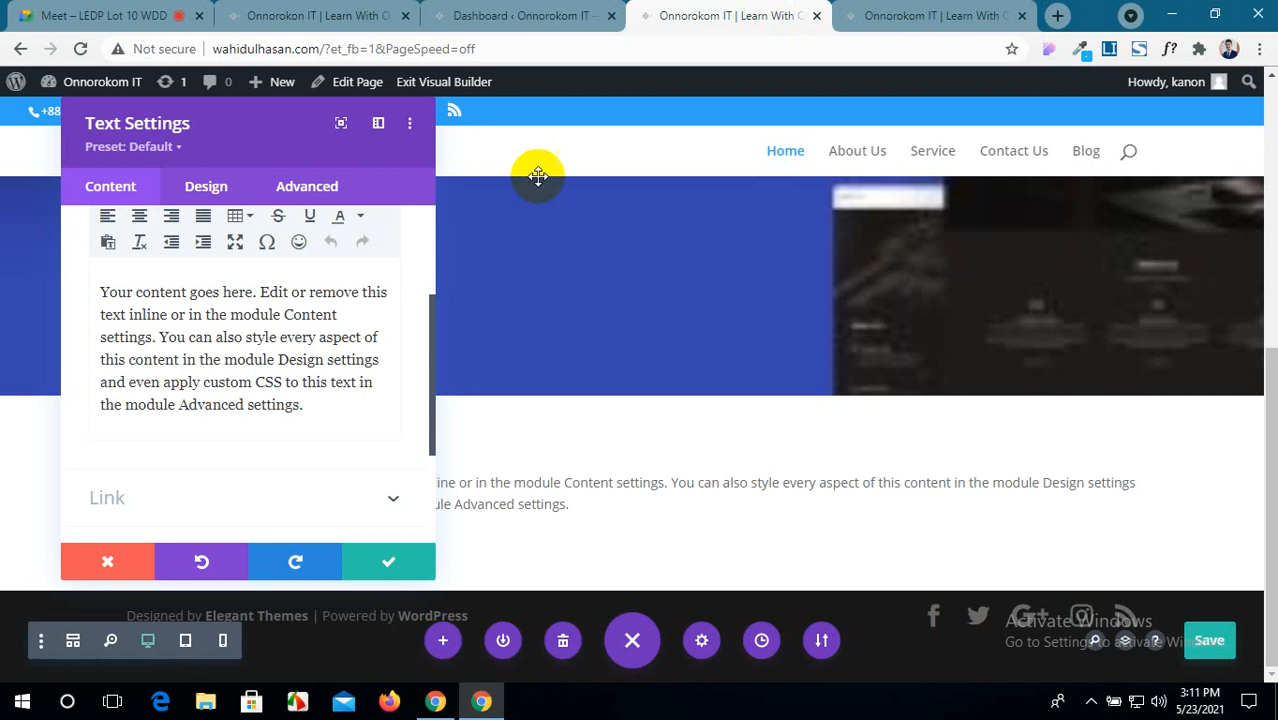 Meet – LEDP Lot 10 WDD
Onnorokon IT | Learn With O
Dashboard ‹ Onnorokom IT —
Onnorokom IT | Learn With O
Onnorokom IT | Learn With O
Not secure
wahidulhasan.com/?et_fb=1&PageSpeed=off
Onnorokom IT 1 0 New Edit Page Exit Visual Builder Howdy, kanon
+88
Text Settings
Preset: Default
Home About Us Service Contact Us Blog
Content Design Advanced
Your content goes here. Edit or remove this
text inline or in the module Content
settings. You can also style every aspect of
this content in the module Design settings
and even apply custom CSS to this text in
the module Advanced settings.
Link
line or in the module Content settings. You can also style every aspect of this content in the module Design settings
ule Advanced settings.
Designed by Elegant Themes | Powered by WordPress
Activate Windows
Go to Settings to activate Windows.
Save
3:11 PM
5/23/2021